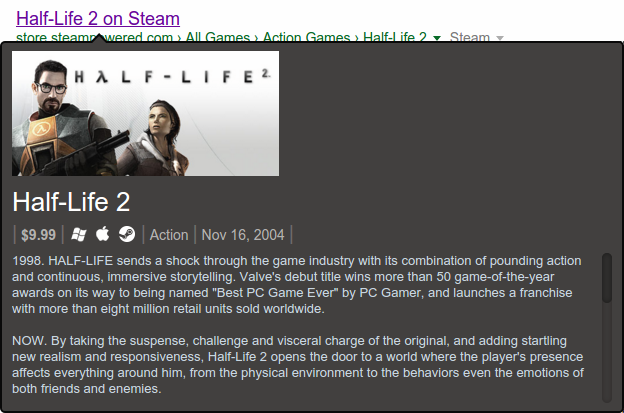 Half-Life 2 on Steam
store.steampowered.com › All Games › Action Games › Half-Life 2 Steam
HλLF-LIFE 2
Half-Life 2
| $9.99 | | Action | Nov 16, 2004 |
1998. HALF-LIFE sends a shock through the game industry with its combination of pounding action
and continuous, immersive storytelling. Valve's debut title wins more than 50 game-of-the-year
awards on its way to being named "Best PC Game Ever" by PC Gamer, and launches a franchise
with more than eight million retail units sold worldwide.
NOW. By taking the suspense, challenge and visceral charge of the original, and adding startling
new realism and responsiveness, Half-Life 2 opens the door to a world where the player's presence
affects everything around him, from the physical environment to the behaviors even the emotions of
both friends and enemies.